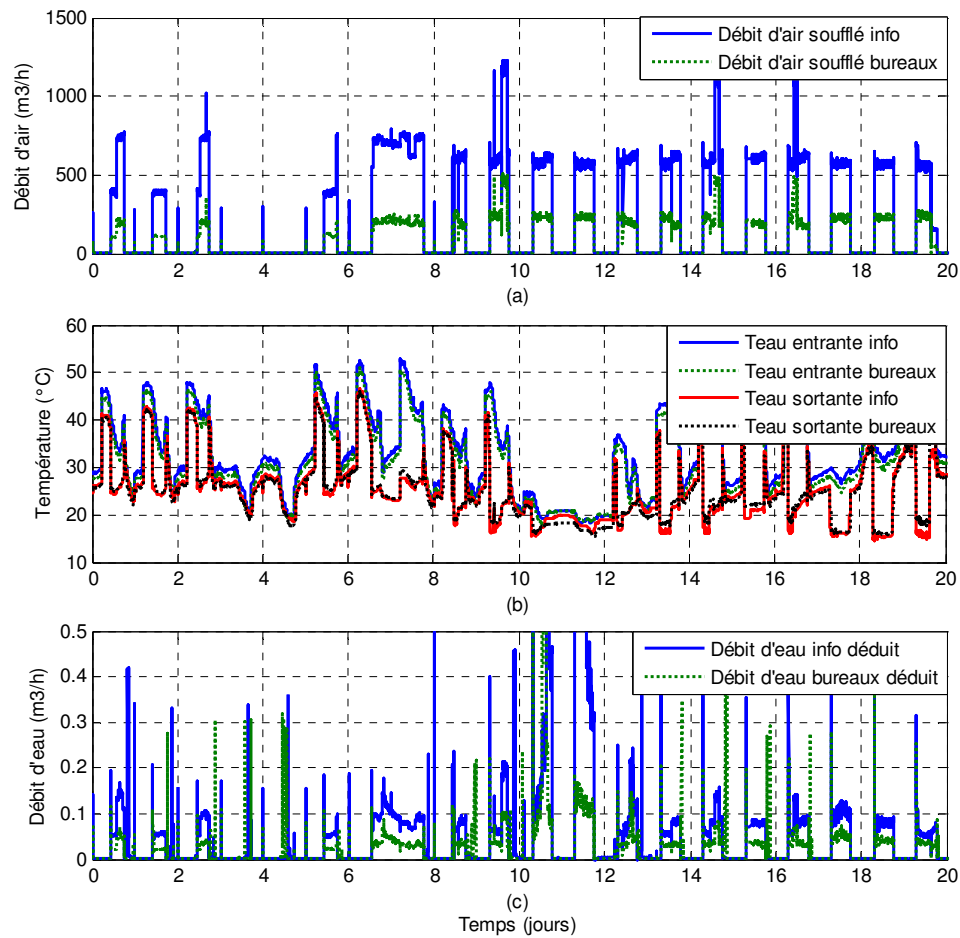 1500
1000
500
0
Débit d'air (m3/h)
Débit d'air soufflé info
Débit d'air soufflé bureaux
0 2 4 6 8 10 12 14 16 18 20
(a)
60
50
40
30
20
10
Température (° C)
Teau entrante info
Teau entrante bureaux
Teau sortante info
Teau sortante bureaux
0 2 4 6 8 10 12 14 16 18 20
(b)
0.5
0.4
0.3
0.2
0.1
0
Débit d'eau (m3/h)
Débit d'eau info déduit
Débit d'eau bureaux déduit
0 2 4 6 8 10 12 14 16 18 20
(c)
Temps (jours)